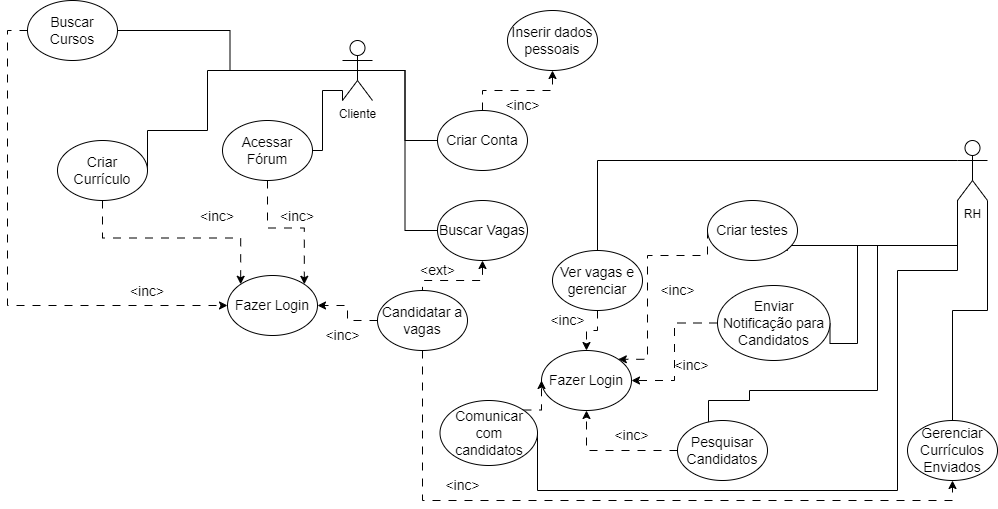 Buscar
Cursos
Inserir dados
pessoais
<inc>
Cliente
Criar Conta
Acessar
Fórum
Criar
Currículo
RH
<inc>
<inc>
Buscar Vagas
Criar testes
<ext>
Ver vagas e
gerenciar
<inc>
<inc>
Fazer Login
Candidatar a
vagas
<inc>
<inc>
Enviar
Notificação para
Candidatos
<inc>
Fazer Login
Comunicar
com
candidatos
<inc>
Pesquisar
Candidatos
Gerenciar
Currículos
Enviados
<inc>